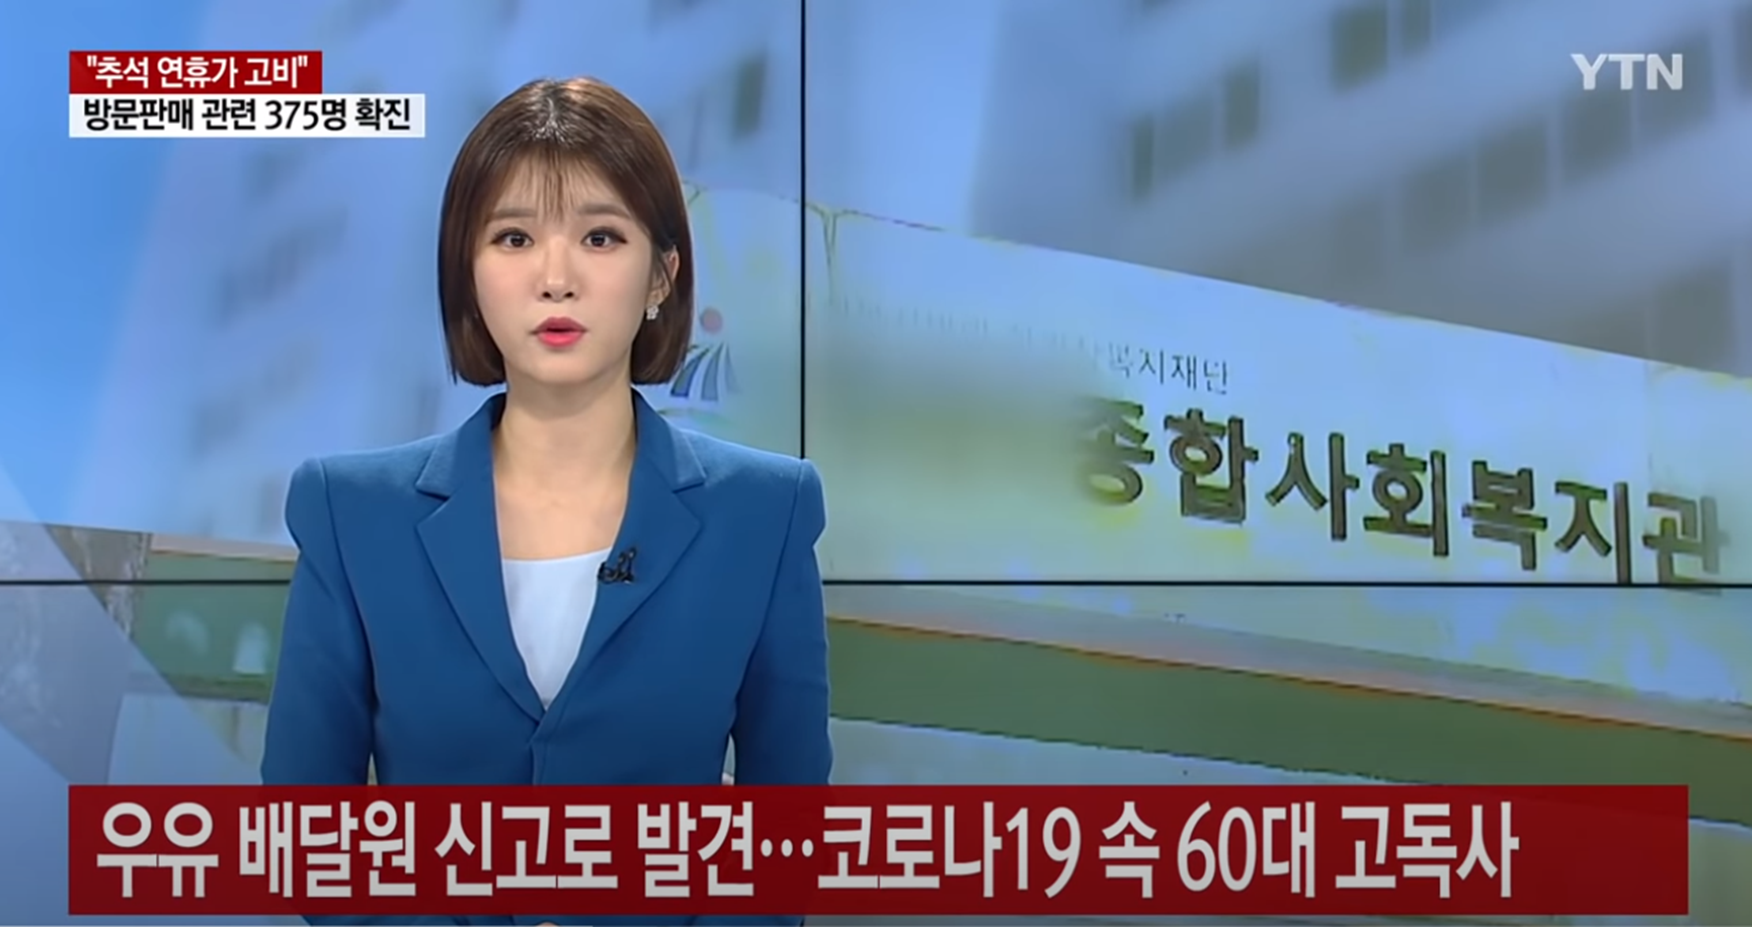 "추석 연휴가 고비"
방문판매 관련 375명 확진
YTN
복지재단
종합사회복지관
우유 배달원 신고로 발견…코로나19 속 60대 고독사